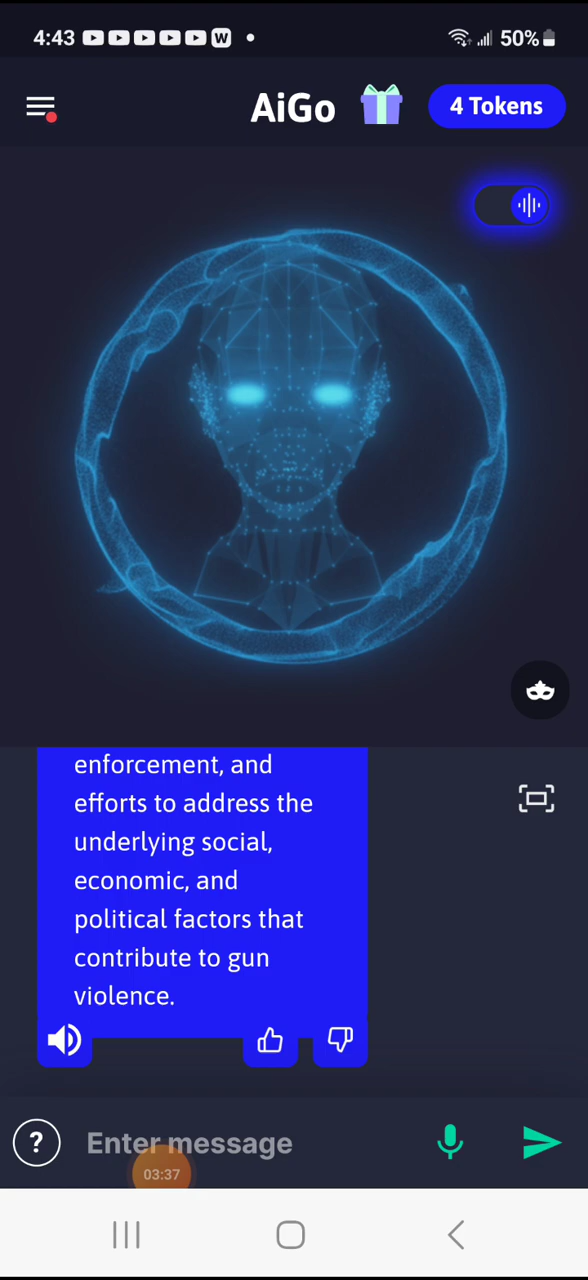 4:43 W 50%
AiGo 4 Tokens
enforcement, and
efforts to address the
underlying social,
economic, and
political factors that
contribute to gun
violence.
? Enter message
03:37